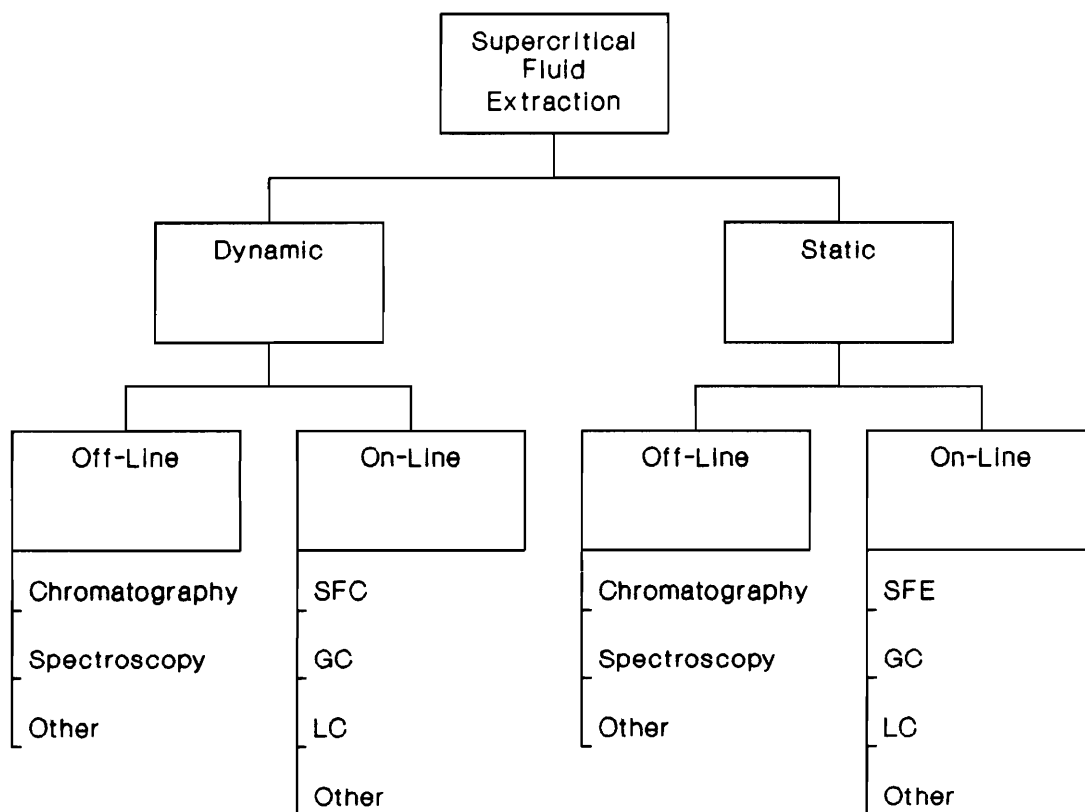 Supercritical
Fluid
Extraction
Dynamic
Static
Off-Line
On-Line
Off-Line
On-Line
Chromatography
SFC
Chromatography
SFE
Spectroscopy
GC
Spectroscopy
GC
Other
LC
Other
LC
Other
Other